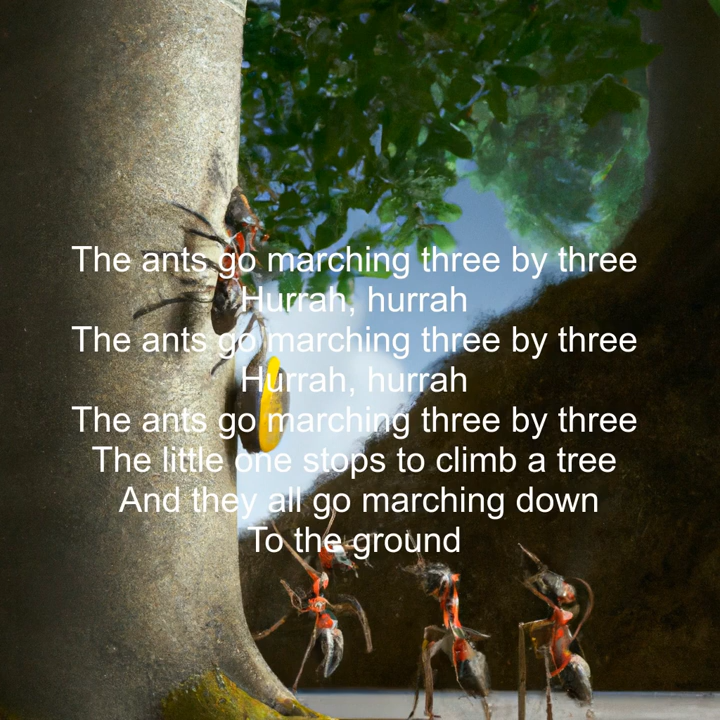 The ants go marching three by three
Hurrah, hurrah
The ants go marching three by three
Hurrah, hurrah
The ants go marching three by three
The little one stops to climb a tree
And they all go marching down
To the ground